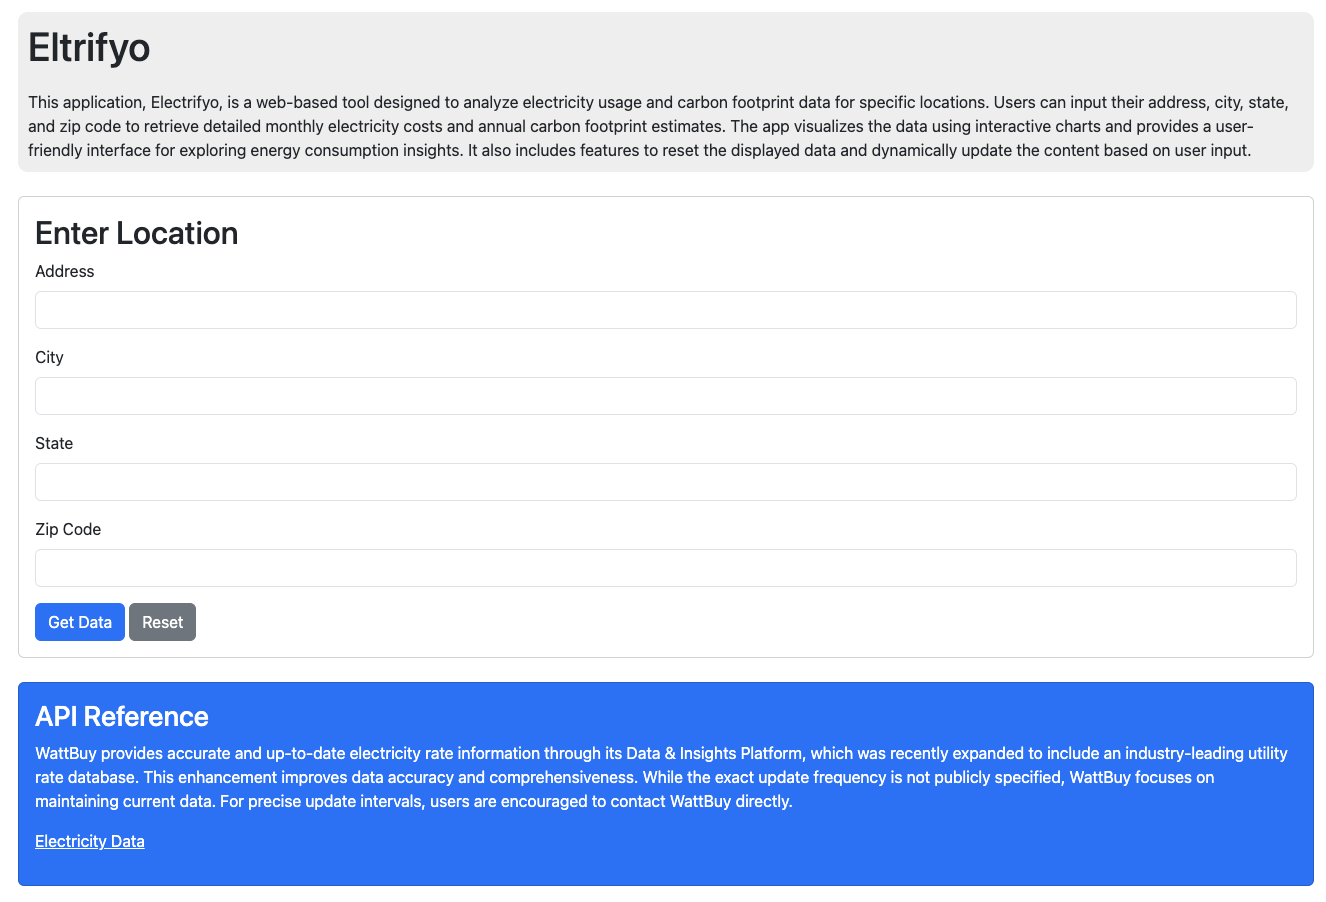 Eltrifyo
This application, Electrifyo, is a web-based tool designed to analyze electricity usage and carbon footprint data for specific locations. Users can input their address, city, state,
and zip code to retrieve detailed monthly electricity costs and annual carbon footprint estimates. The app visualizes the data using interactive charts and provides a user-
friendly interface for exploring energy consumption insights. It also includes features to reset the displayed data and dynamically update the content based on user input.
Enter Location
Address
City
State
Zip Code
Get Data Reset
API Reference
WattBuy provides accurate and up-to-date electricity rate information through its Data & Insights Platform, which was recently expanded to include an industry-leading utility
rate database. This enhancement improves data accuracy and comprehensiveness. While the exact update frequency is not publicly specified, WattBuy focuses on
maintaining current data. For precise update intervals, users are encouraged to contact WattBuy directly.
Electricity Data